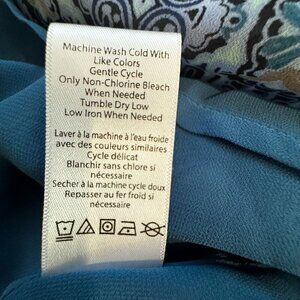 Machine Wash Cold With
Like Colors
Gentle Cycle
Only Non-Chlorine Bleach
When Needed
Tumble Dry Low
Low Iron When Needed
Laver à la machine à l'eau froide
avec des couleurs similaires
Cycle délicat
Blanchir sans chlore si
nécessaire
Secher à la machine cycle doux
Repasser au fer froid si
nécessaire